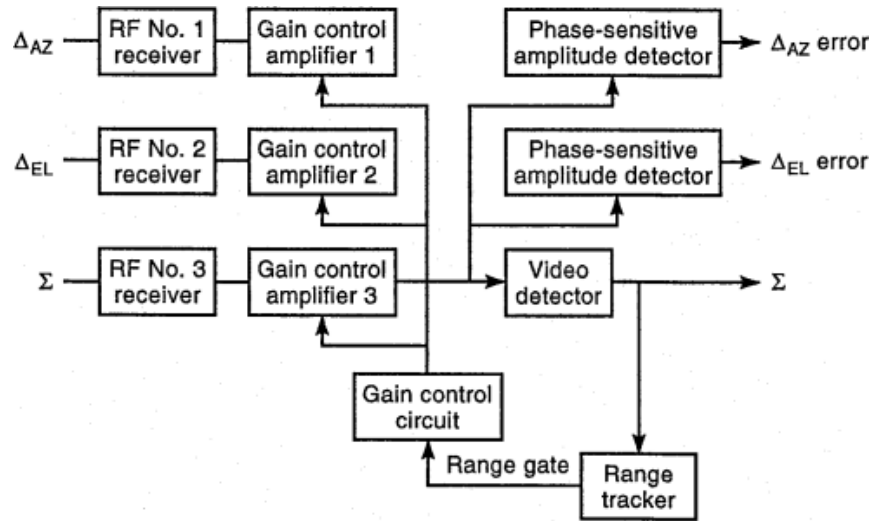 Δ_AZ
RF No. 1
receiver
Gain control
amplifier 1
Phase-sensitive
amplitude detector
Δ_AZ error
Δ_EL
RF No. 2
receiver
Gain control
amplifier 2
Phase-sensitive
amplitude detector
Δ_EL error
Σ
RF No. 3
receiver
Gain control
amplifier 3
Video
detector
Σ
Gain control
circuit
Range gate
Range
tracker